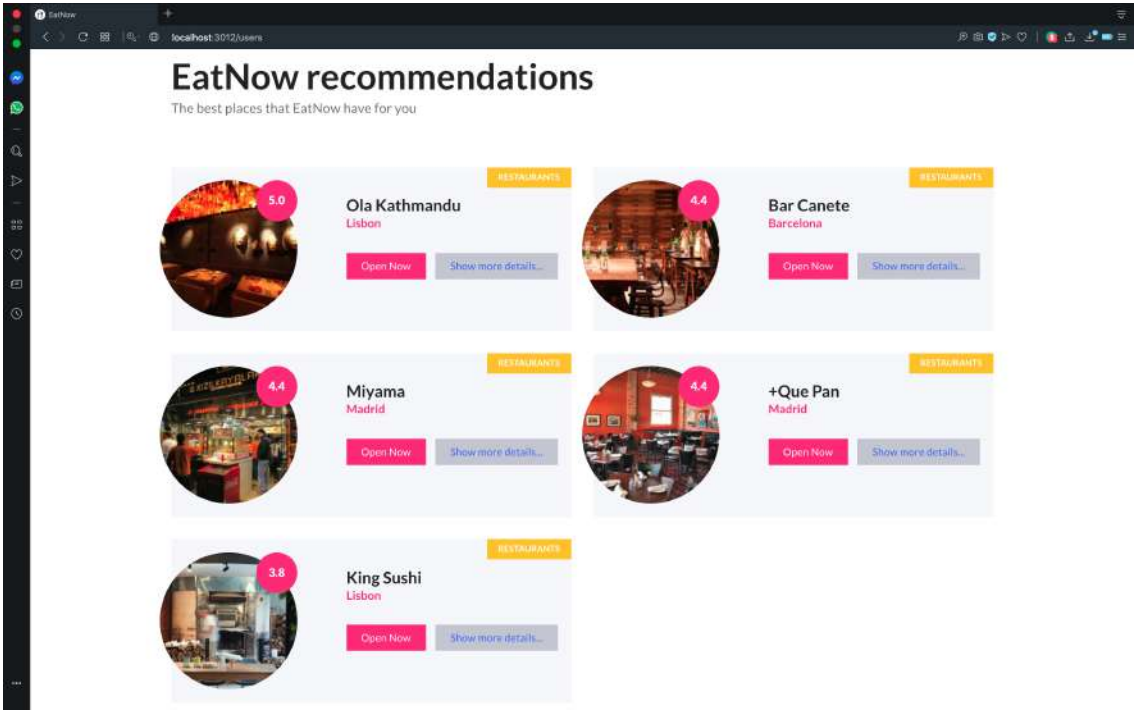 EatNow
localhost:3012/users
EatNow recommendations
The best places that EatNow have for you
RESTAURANTS
5.0
Ola Kathmandu
Lisbon
Open Now
Show more details...
RESTAURANTS
4.4
Bar Canete
Barcelona
Open Now
Show more details...
RESTAURANTS
4.4
Miyama
Madrid
Open Now
Show more details...
RESTAURANTS
4.4
+Que Pan
Madrid
Open Now
Show more details...
RESTAURANTS
3.8
King Sushi
Lisbon
Open Now
Show more details...